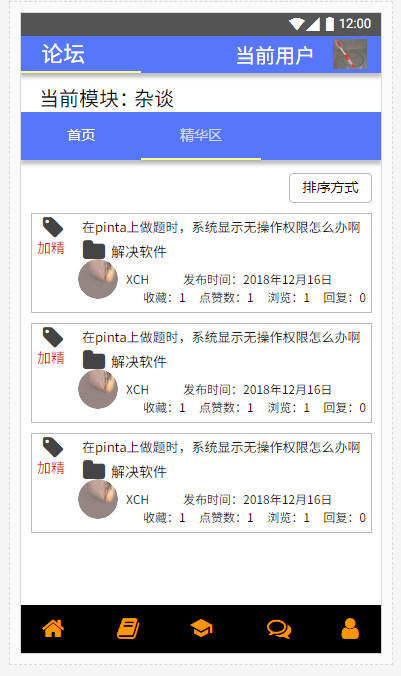 12:00
论坛 当前用户
当前模块：杂谈
首页 精华区
排序方式
在pinta上做题时，系统显示无操作权限怎么办啊
加精 解决软件
XCH 发布时间：2018年12月16日
收藏：1 点赞数：1 浏览：1 回复：0
在pinta上做题时，系统显示无操作权限怎么办啊
加精 解决软件
XCH 发布时间：2018年12月16日
收藏：1 点赞数：1 浏览：1 回复：0
在pinta上做题时，系统显示无操作权限怎么办啊
加精 解决软件
XCH 发布时间：2018年12月16日
收藏：1 点赞数：1 浏览：1 回复：0